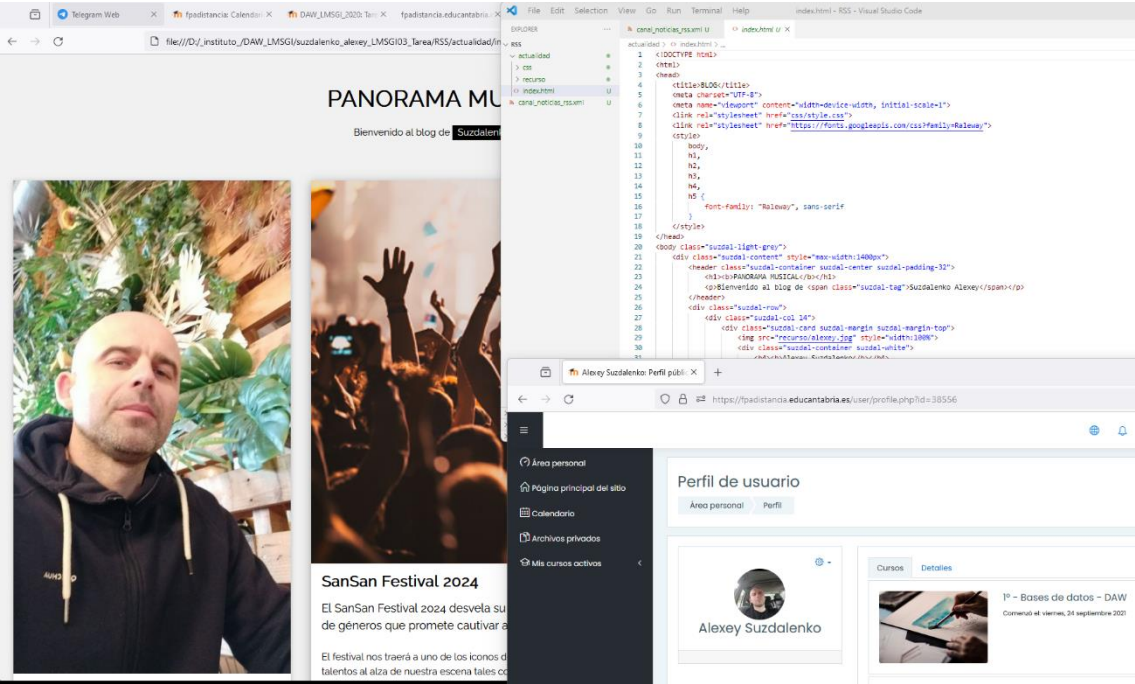 Telegram Web
fpadistancia: Calendari
DAW_LMSGI_2020: Tare
fpadistancia.educantabria.
file:///D:/_instituto_/DAW_LMSGI/suzdalenko_alexey_LMSGI03_Tarea/RSS/actualidad/in
PANORAMA MU
Bienvenido al blog de Suzdalenk
SanSan Festival 2024
El SanSan Festival 2024 desvela su
de géneros que promete cautivar a
El festival nos traerá a uno de los iconos d
talentos al alza de nuestra escena tales co
File Edit Selection View Go Run Terminal Help
index.html - RSS - Visual Studio Code
EXPLORER
RSS
actualidad
css
recurso
index.html U
canal_noticias_rss.xml U
canal_noticias_rss.xml U
index.html U
actualidad > index.html > ...
1 <!DOCTYPE html>
2 <html>
3 <head>
4 <title>BLOG</title>
5 <meta charset="UTF-8">
6 <meta name="viewport" content="width=device-width, initial-scale=1">
7 <link rel="stylesheet" href="css/style.css">
8 <link rel="stylesheet" href="https://fonts.googleapis.com/css?family=Raleway">
9 <style>
10 body,
11 h1,
12 h2,
13 h3,
14 h4,
15 h5 {
16 font-family: "Raleway", sans-serif
17 }
18 </style>
19 </head>
20 <body class="suzdal-light-grey">
21 <div class="suzdal-content" style="max-width:1400px">
22 <header class="suzdal-container suzdal-center suzdal-padding-32">
23 <h1><b>PANORAMA MUSICAL</b></h1>
24 <p>Bienvenido al blog de <span class="suzdal-tag">Suzdalenko Alexey</span></p>
25 </header>
26 <div class="suzdal-row">
27 <div class="suzdal-col l4">
28 <div class="suzdal-card suzdal-margin suzdal-margin-top">
29 <img src="recurso/alexey.jpg" style="width:100%">
30 <div class="suzdal-container suzdal-white">
31 <h4><b>Alexey Suzdalenko</b></h4>
Alexey Suzdalenko: Perfil públic
https://fpadistancia.educantabria.es/user/profile.php?id=38556
Área personal
Página principal del sitio
Calendario
Archivos privados
Mis cursos activos
Perfil de usuario
Área personal
Perfil
Alexey Suzdalenko
Cursos
Detalles
1º - Bases de datos - DAW
Comenzó el: viernes, 24 septiembre 2021